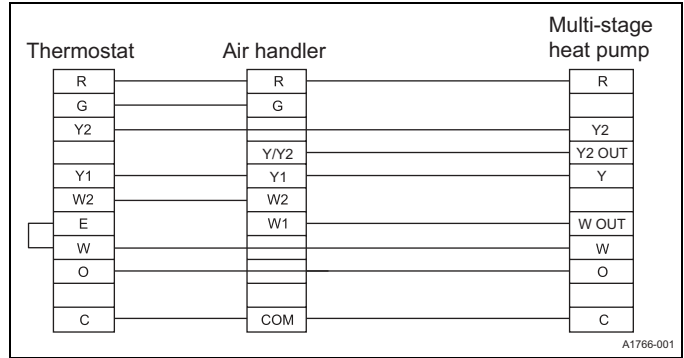 Multi-stage
Thermostat Air handler heat pump
R R R
G G
Y2 Y2
Y/Y2 Y2 OUT
Y1 Y1 Y
W2 W2
E W1 W OUT
W W
O O
C COM C
A1766-001